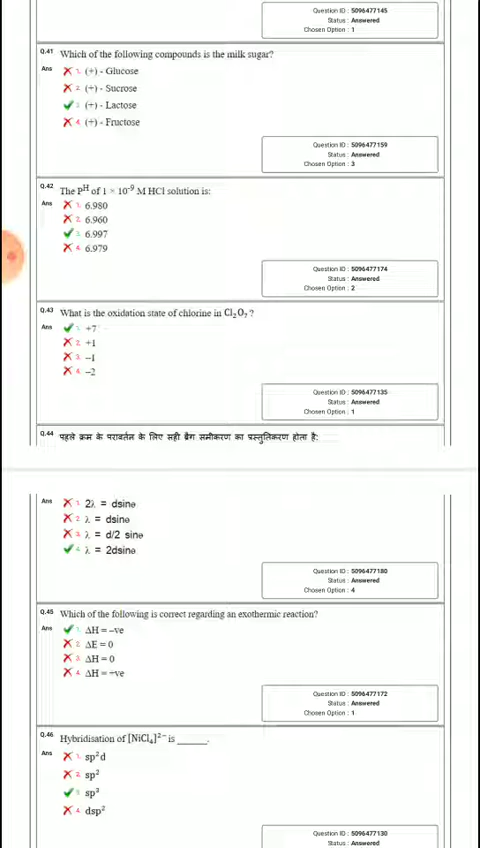 Question ID : 5096477145
Status : Answered
Chosen Option : 1
Q.41 Which of the following compounds is the milk sugar?
Ans 1. (+) - Glucose
2. (+) - Sucrose
3. (+) - Lactose
4. (+) - Fructose
Question ID : 5096477159
Status : Answered
Chosen Option : 3
Q.42 The Pᴴ of 1 × 10⁻⁹ M HCl solution is:
Ans 1. 6.980
2. 6.960
3. 6.997
4. 6.979
Question ID : 5096477174
Status : Answered
Chosen Option : 2
Q.43 What is the oxidation state of chlorine in Cl₂O₇ ?
Ans 1. +7
2. +1
3. –1
4. –2
Question ID : 5096477135
Status : Answered
Chosen Option : 1
Q.44 पहले क्रम के परावर्तन के लिए सही ब्रैग समीकरण का प्रस्तुतिकरण होता है:
Ans 1. 2λ = dsinɵ
2. λ = dsinɵ
3. λ = d/2 sinɵ
4. λ = 2dsinɵ
Question ID : 5096477180
Status : Answered
Chosen Option : 4
Q.45 Which of the following is correct regarding an exothermic reaction?
Ans 1. ΔH = –ve
2. ΔE = 0
3. ΔH = 0
4. ΔH = +ve
Question ID : 5096477172
Status : Answered
Chosen Option : 1
Q.46 Hybridisation of [NiCl₄]²⁻ is ______.
Ans 1. sp²d
2. sp²
3. sp³
4. dsp²
Question ID : 5096477130
Status : Answered